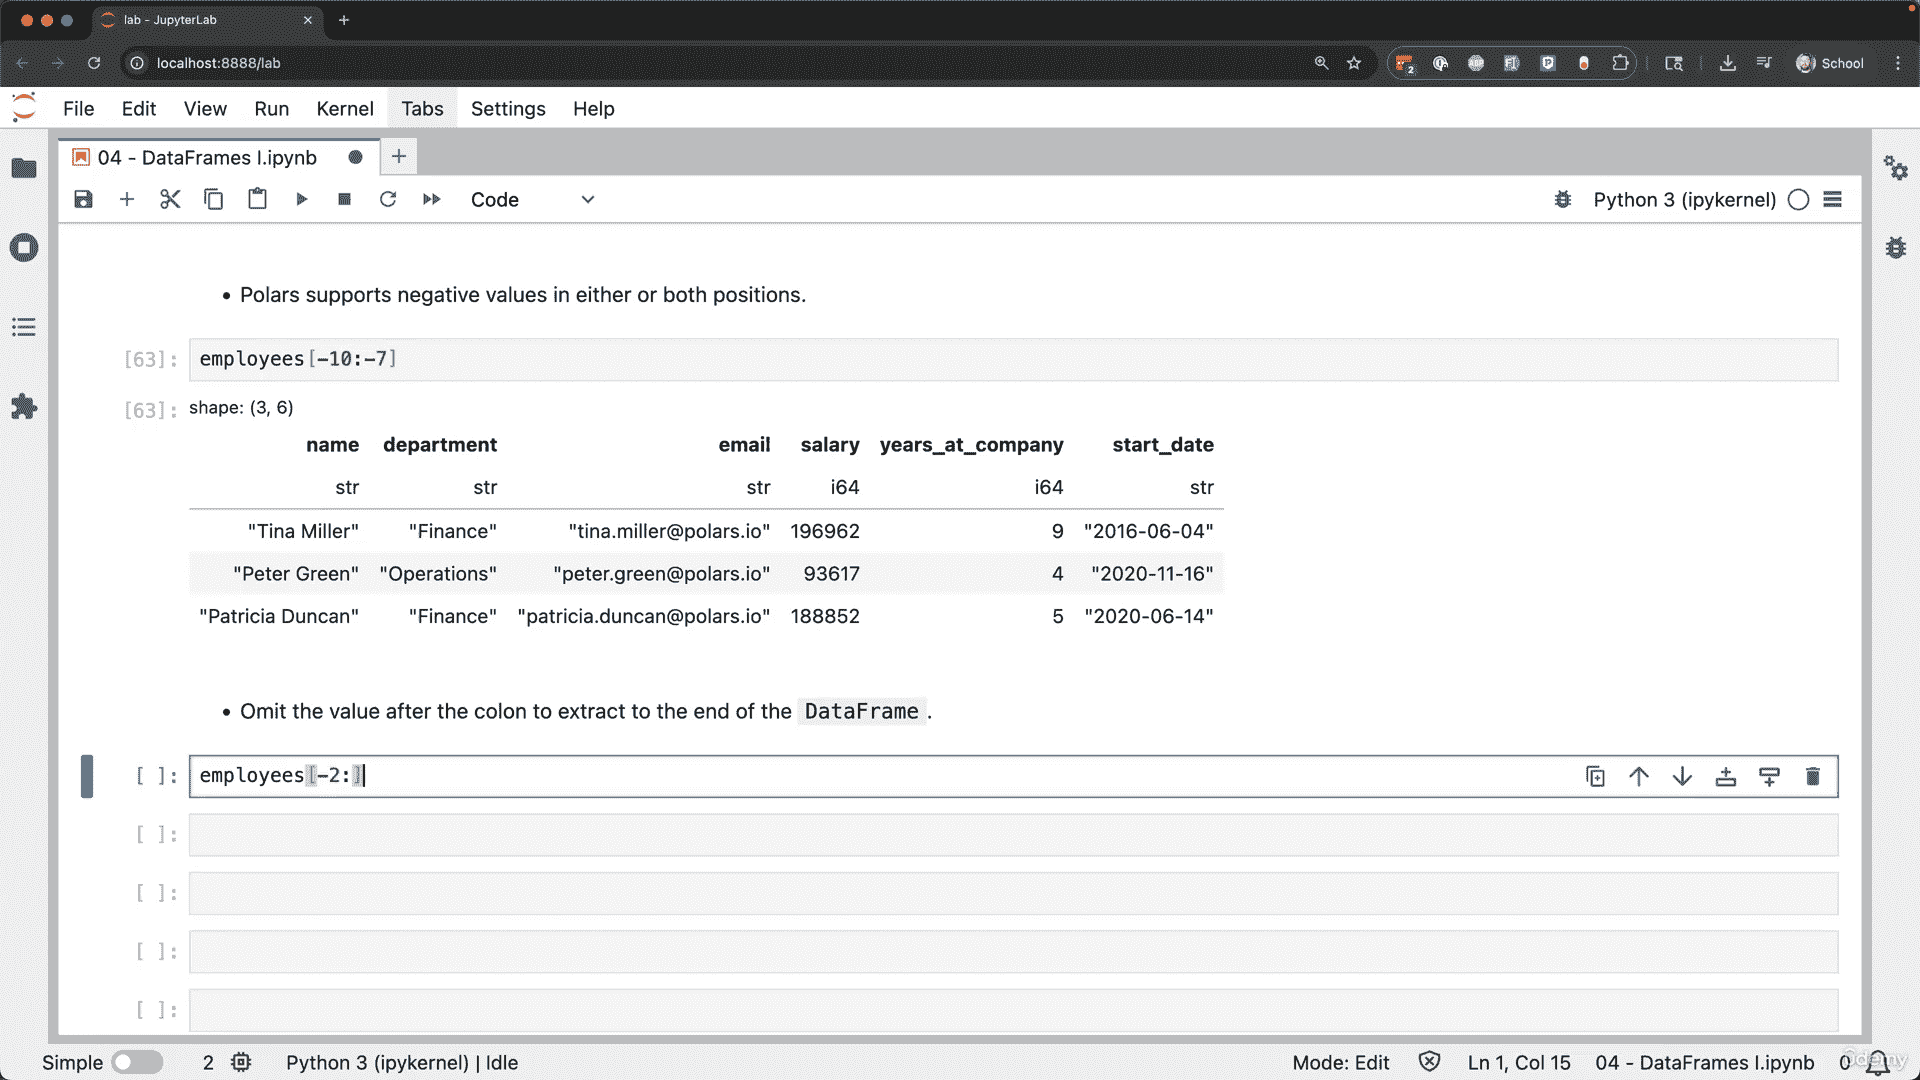 lab - JupyterLab
localhost:8888/lab
2
School
File Edit View Run Kernel Tabs Settings Help
04 - DataFrames I.ipynb
Code
Python 3 (ipykernel)
• Polars supports negative values in either or both positions.
[63]: employees[-10:-7]
[63]: shape: (3, 6)
name department email salary years_at_company start_date
str str str i64 i64 str
"Tina Miller" "Finance" "tina.miller@polars.io" 196962 9 "2016-06-04"
"Peter Green" "Operations" "peter.green@polars.io" 93617 4 "2020-11-16"
"Patricia Duncan" "Finance" "patricia.duncan@polars.io" 188852 5 "2020-06-14"
• Omit the value after the colon to extract to the end of the DataFrame.
[ ]: employees[-2:]
[ ]:
[ ]:
[ ]:
[ ]:
Simple 2 Python 3 (ipykernel) | Idle Mode: Edit Ln 1, Col 15 04 - DataFrames I.ipynb 0
udemy